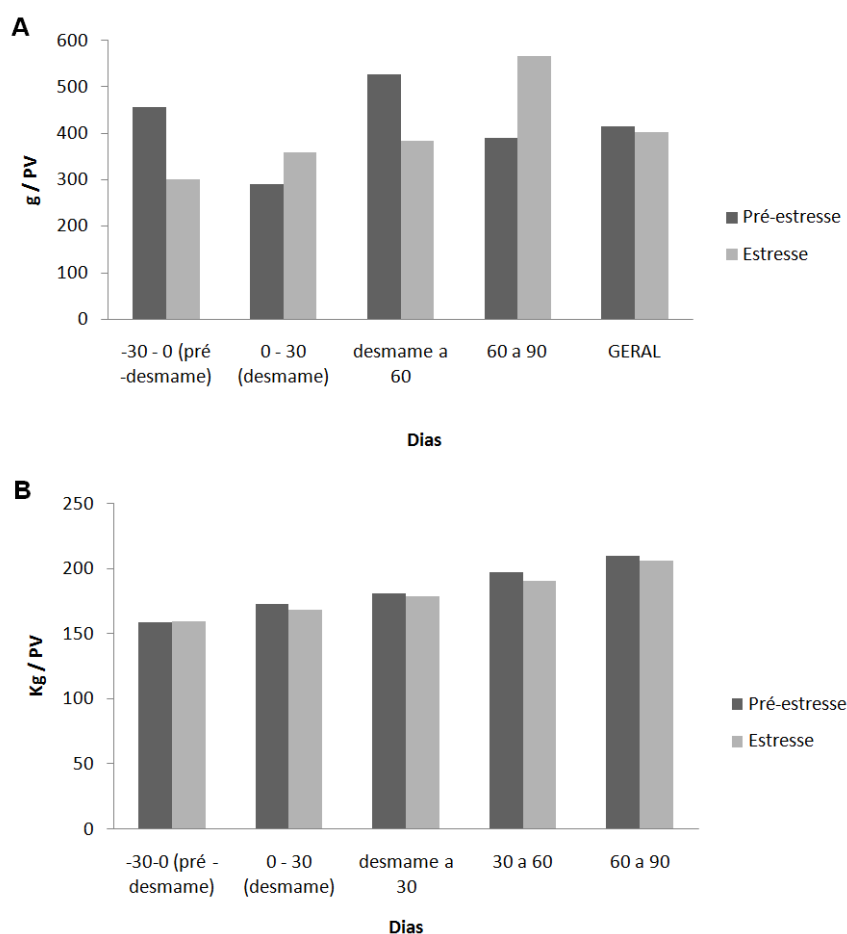 A
600
500
400
300
200
100
0
g / PV
-30 - 0 (pré
-desmame)
0 - 30
(desmame)
desmame a
60
60 a 90
GERAL
Dias
Pré-estresse
Estresse
B
250
200
150
100
50
0
Kg / PV
-30-0 (pré -
desmame)
0 - 30
(desmame)
desmame a
30
30 a 60
60 a 90
Dias
Pré-estresse
Estresse